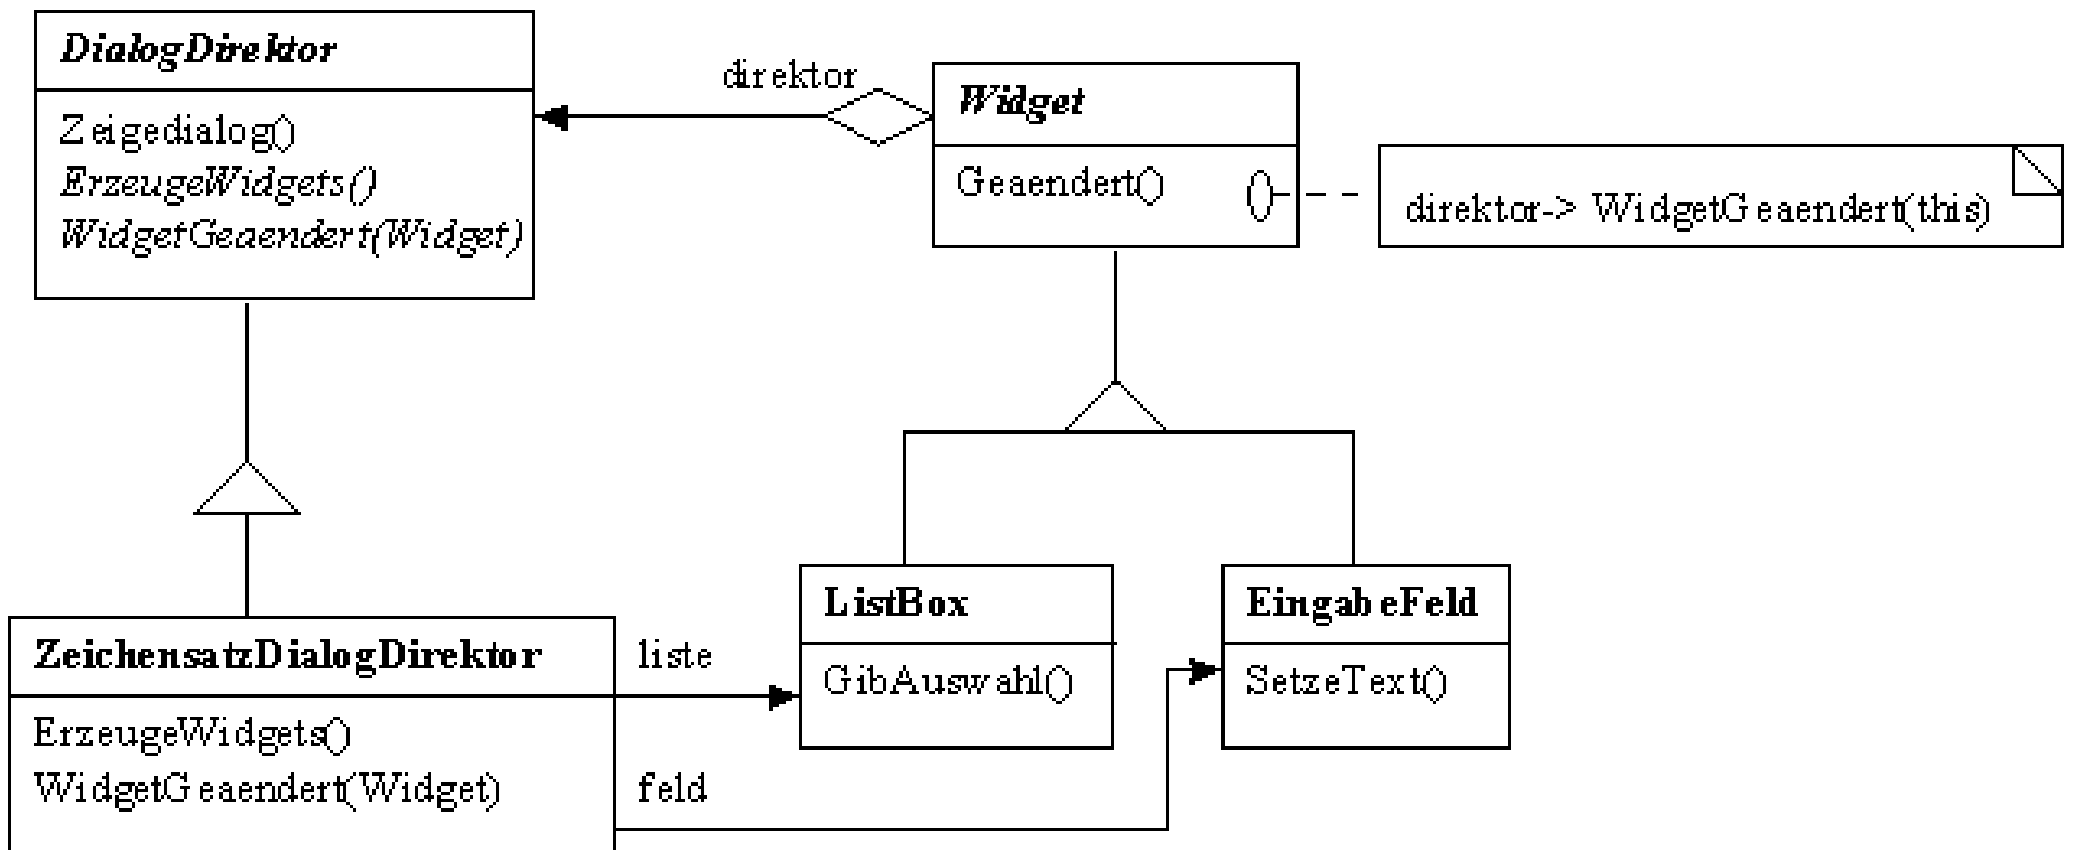 DialogDirektor
Zeigedialog()
ErzeugeWidgets()
WidgetGeaendert(Widget)
direktor
Widget
Geaendert()
direktor-> WidgetGeaendert(this)
ZeichensatzDialogDirektor
ErzeugeWidgets()
WidgetGeaendert(Widget)
liste
feld
ListBox
GibAuswahl()
EingabeFeld
SetzeText()